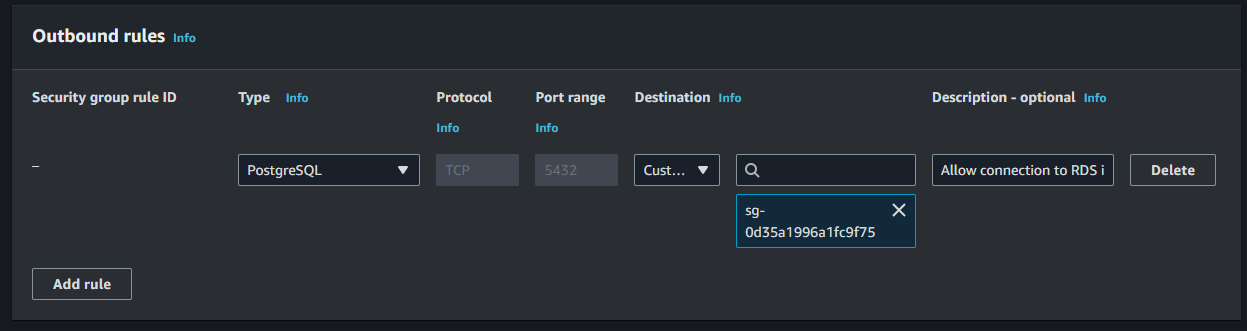 Outbound rules Info
Security group rule ID Type Info Protocol Port range Destination Info Description - optional Info
Info Info
– PostgreSQL TCP 5432 Cust... Allow connection to RDS i Delete
sg-
0d35a1996a1fc9f75
Add rule